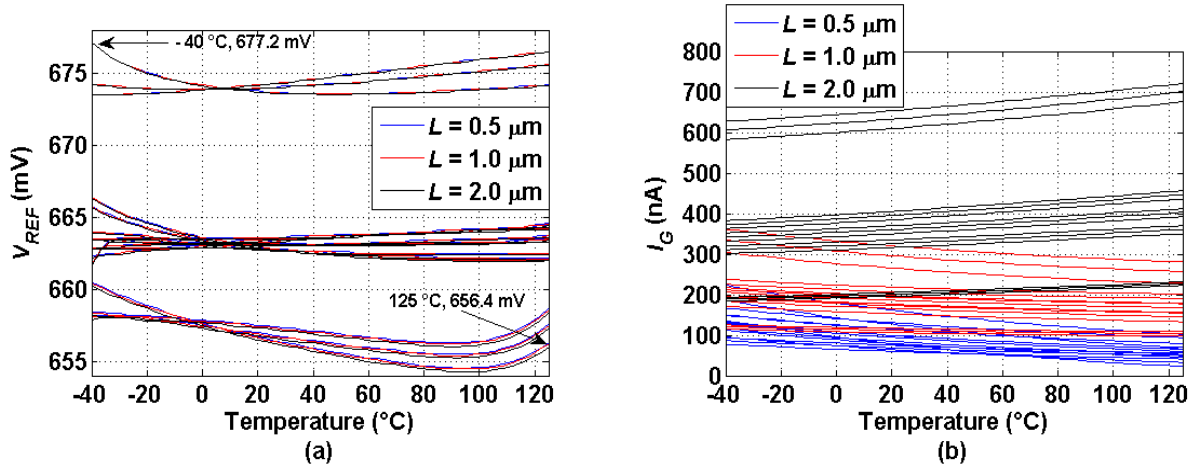 - 40 °C, 677.2 mV
675
670
665
660
655
V_REF (mV)
L = 0.5 μm
L = 1.0 μm
L = 2.0 μm
125 °C, 656.4 mV
-40 -20 0 20 40 60 80 100 120
Temperature (°C)
(a)
L = 0.5 μm
L = 1.0 μm
L = 2.0 μm
800
700
600
500
400
300
200
100
0
I_G (nA)
-40 -20 0 20 40 60 80 100 120
Temperature (°C)
(b)